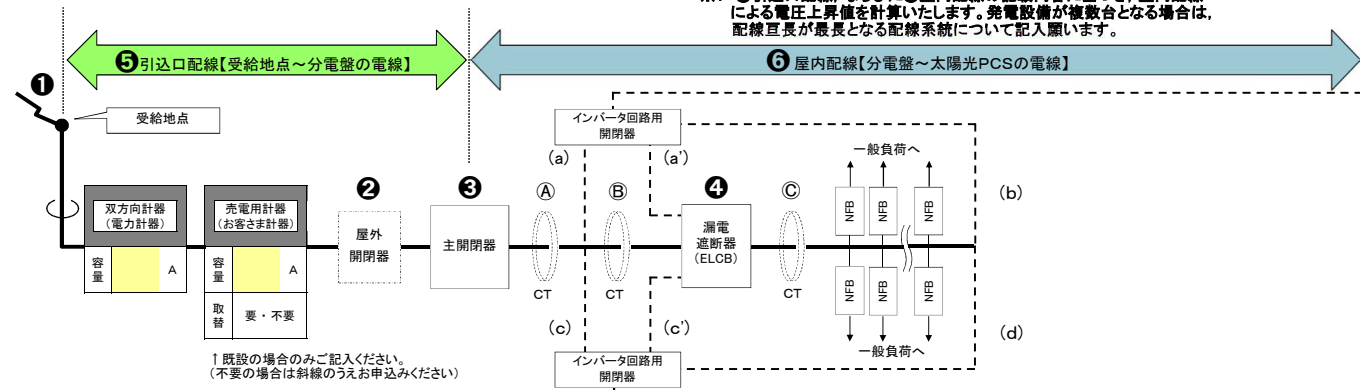 による電圧上昇値を計算いたします。発電設備が複数台となる場合は，
配線亘長が最長となる配線系統について記入願います。
❺引込口配線【受給地点～分電盤の電線】
❻屋内配線【分電盤～太陽光PCSの電線】
❶
受給地点
インバータ回路用
開閉器
(a)
(a')
一般負荷へ
(b)
双方向計器
(電力計器)
容量
A
売電用計器
(お客さま計器)
容量
A
取替
要・不要
❷
屋外
開閉器
❸
主開閉器
Ⓐ
CT
Ⓑ
CT
❹
漏電
遮断器
(ELCB)
Ⓒ
CT
NFB
NFB
NFB
NFB
NFB
NFB
(c)
(c')
(d)
一般負荷へ
インバータ回路用
開閉器
↑既設の場合のみご記入ください。
(不要の場合は斜線のうえお申込みください)